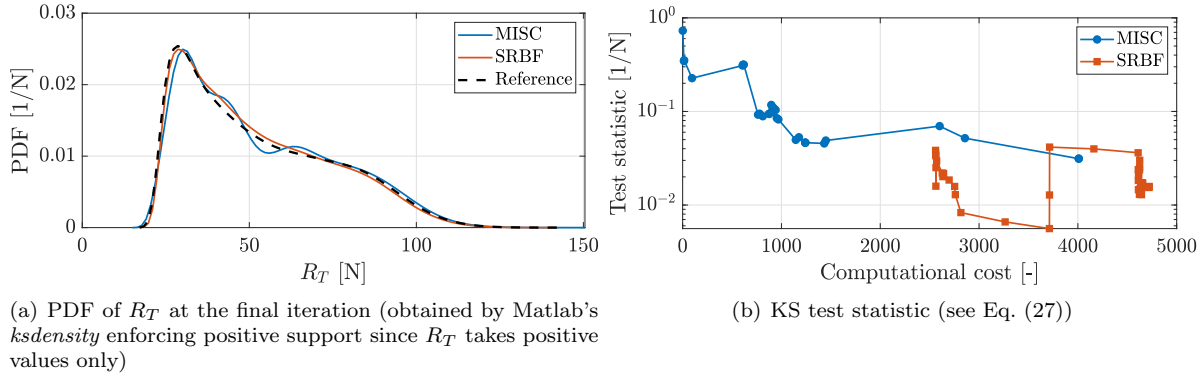 PDF [1/N]
0.03
0.02
0.01
0
0
50
100
150
R_T [N]
MISC
SRBF
Reference
(a) PDF of R_T at the final iteration (obtained by Matlab's
ksdensity enforcing positive support since R_T takes positive
values only)
Test statistic [1/N]
10^0
10^-1
10^-2
0
1000
2000
3000
4000
5000
Computational cost [-]
MISC
SRBF
(b) KS test statistic (see Eq. (27))